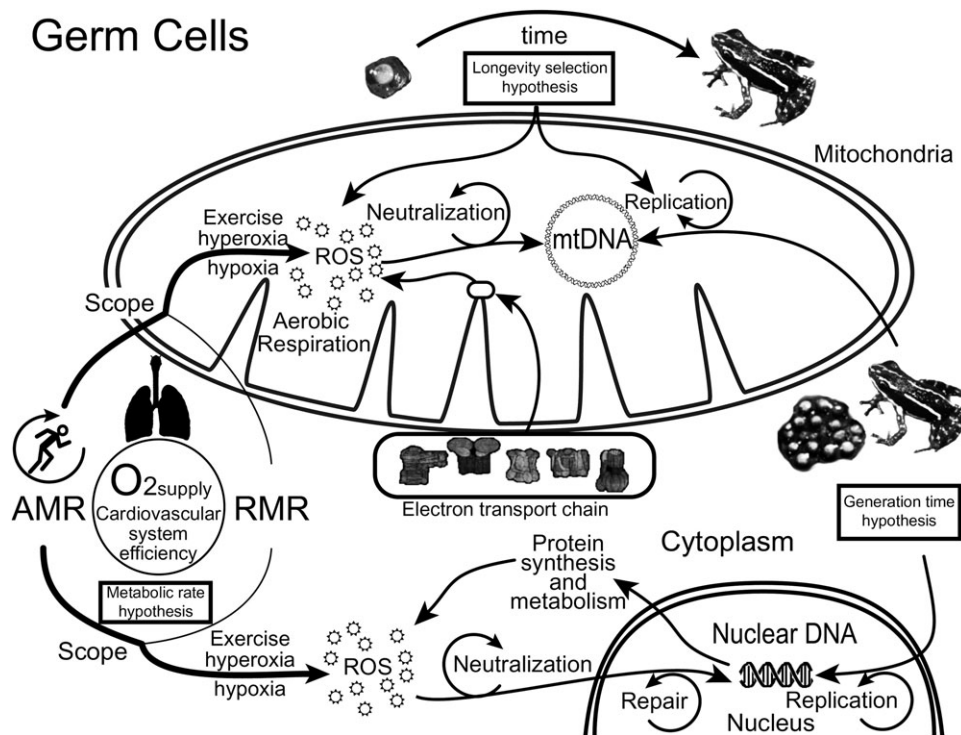 Germ Cells
time
Longevity selection
hypothesis
Mitochondria
Exercise
hyperoxia
hypoxia
ROS
Neutralization
Replication
mtDNA
Scope
Aerobic
Respiration
O2 supply
Cardiovascular
system
efficiency
AMR
RMR
Electron transport chain
Generation time
hypothesis
Metabolic rate
hypothesis
Scope
Exercise
hyperoxia
hypoxia
ROS
Protein
synthesis
and
metabolism
Cytoplasm
Neutralization
Nuclear DNA
Repair
Replication
Nucleus